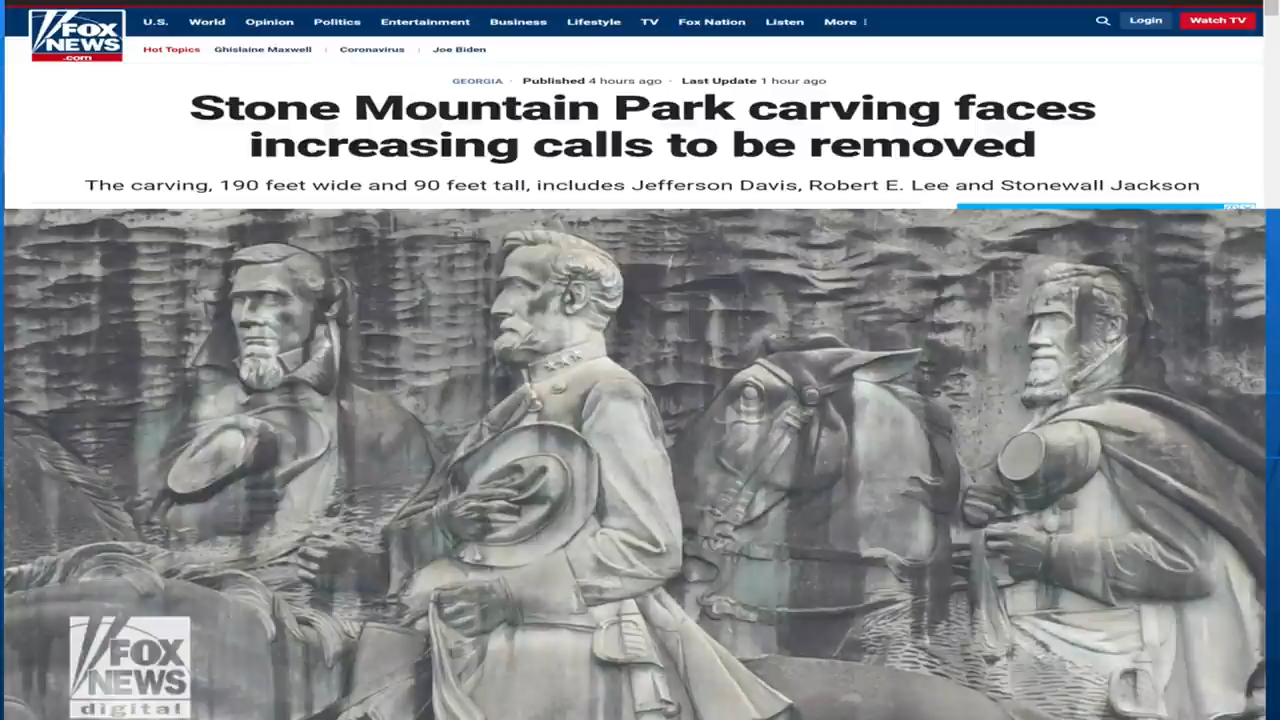 FOX
NEWS
.com
U.S. World Opinion Politics Entertainment Business Lifestyle TV Fox Nation Listen More Login Watch TV
Hot Topics Ghislaine Maxwell Coronavirus Joe Biden
GEORGIA · Published 4 hours ago · Last Update 1 hour ago
Stone Mountain Park carving faces
increasing calls to be removed
The carving, 190 feet wide and 90 feet tall, includes Jefferson Davis, Robert E. Lee and Stonewall Jackson
FOX
NEWS
digital